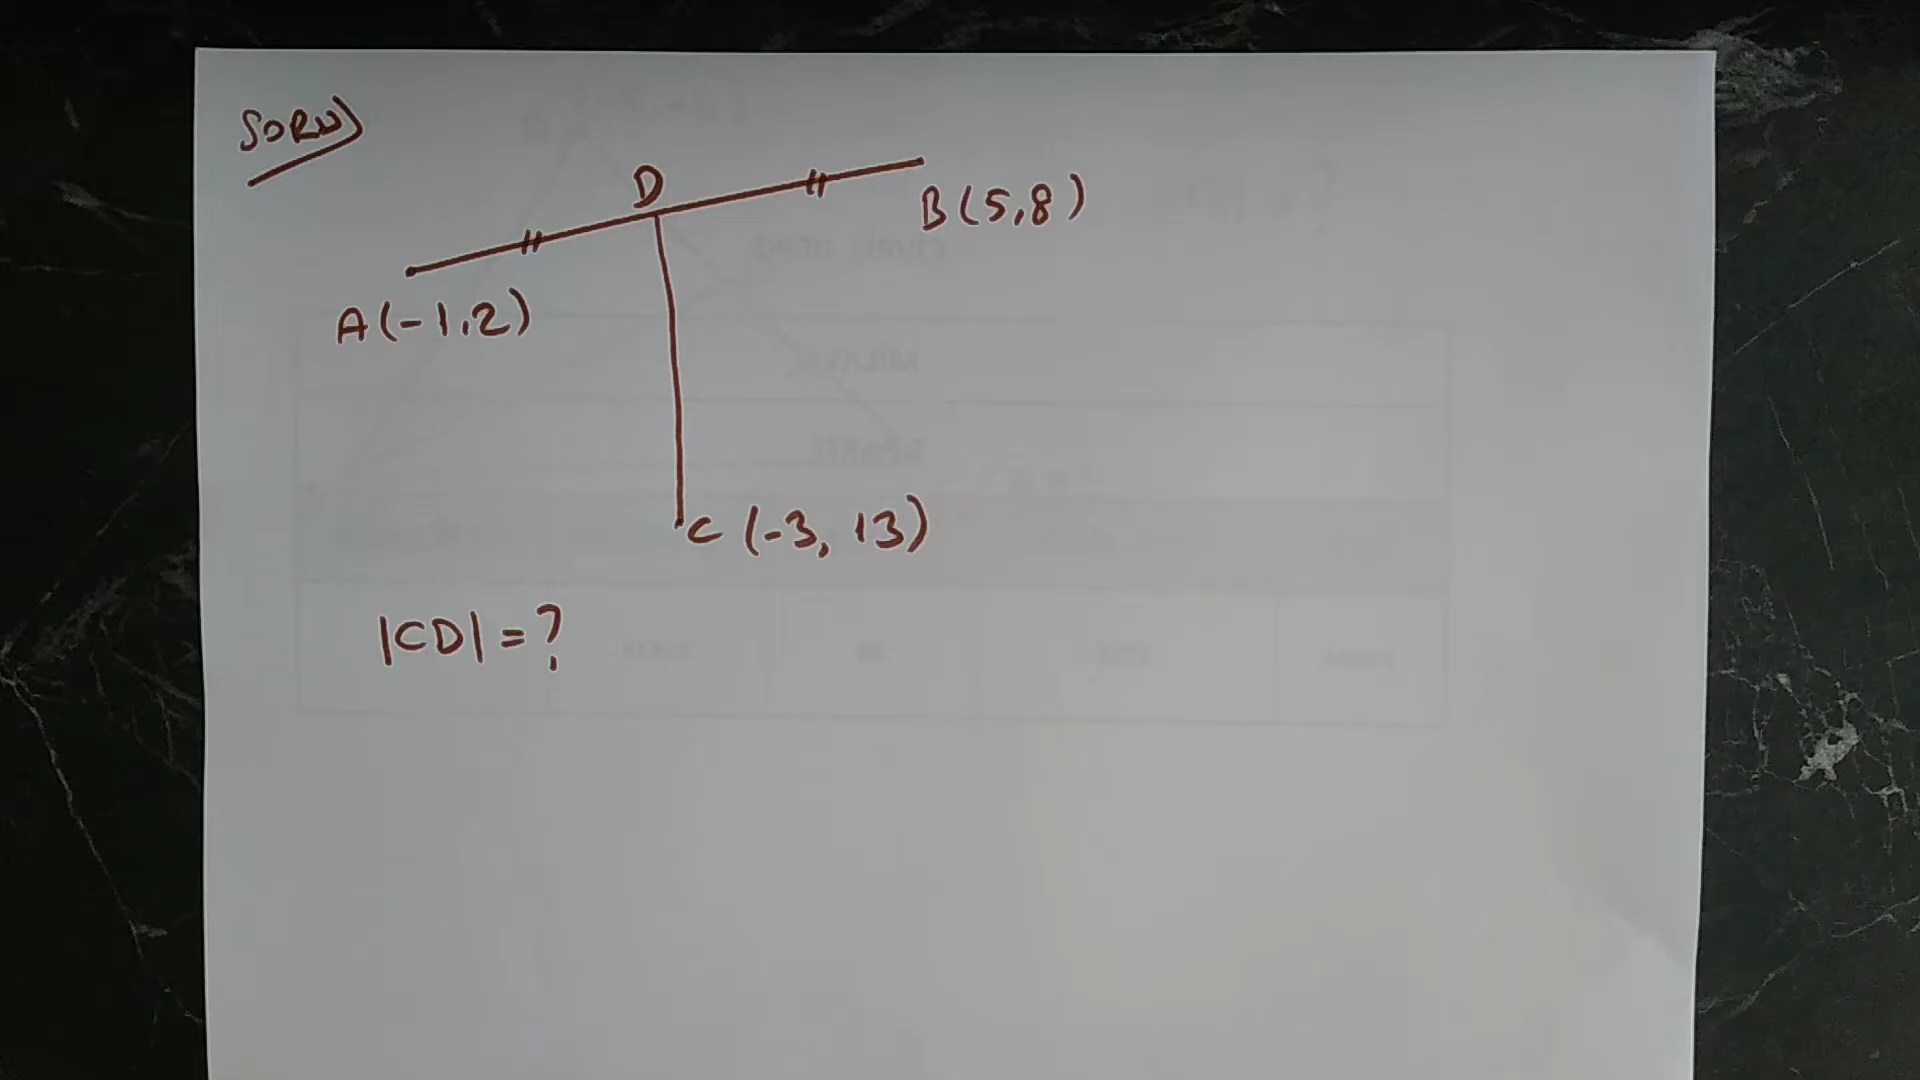 SORU
D
B(5,8)
A(-1,2)
C(-3, 13)
|CD| = ?